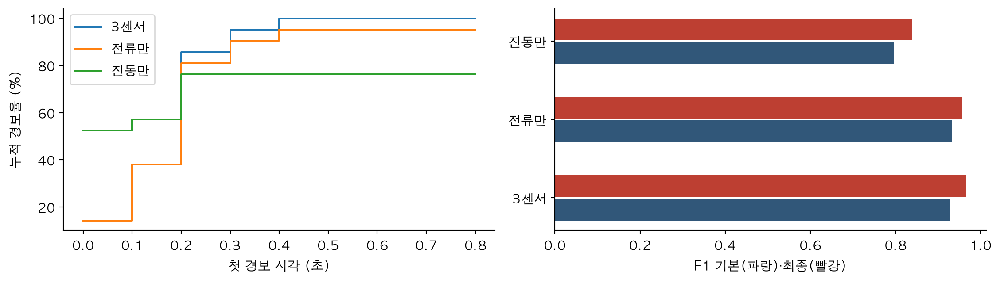 100
80
60
40
20
누적 경보율 (%)
3센서
전류만
진동만
0.0 0.1 0.2 0.3 0.4 0.5 0.6 0.7 0.8
첫 경보 시각 (초)
진동만
전류만
3센서
0.0 0.2 0.4 0.6 0.8 1.0
F1 기본(파랑)·최종(빨강)